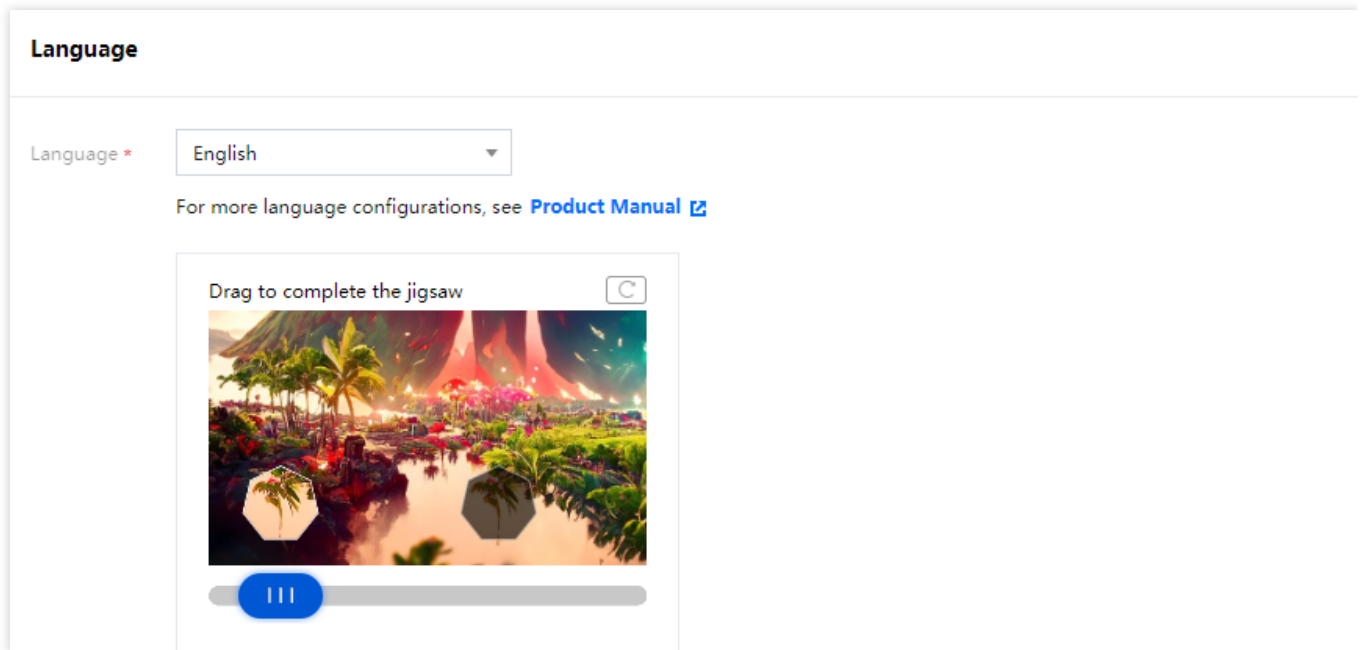 Language
Language *
English
For more language configurations, see Product Manual
Drag to complete the jigsaw